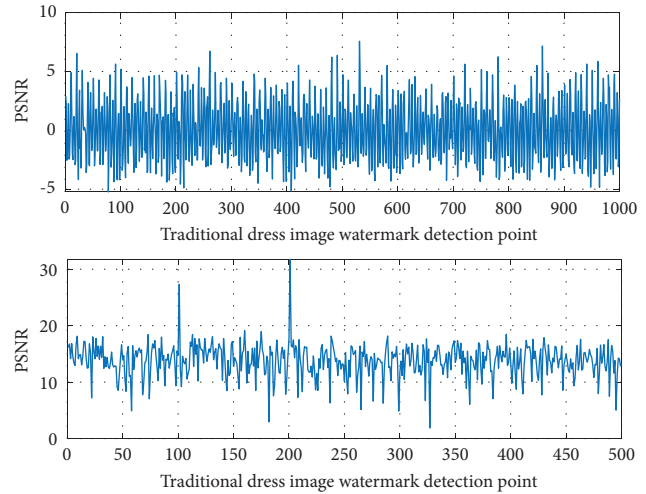 10
5
0
-5
PSNR
0 100 200 300 400 500 600 700 800 900 1000
Traditional dress image watermark detection point
30
20
10
0
PSNR
0 50 100 150 200 250 300 350 400 450 500
Traditional dress image watermark detection point